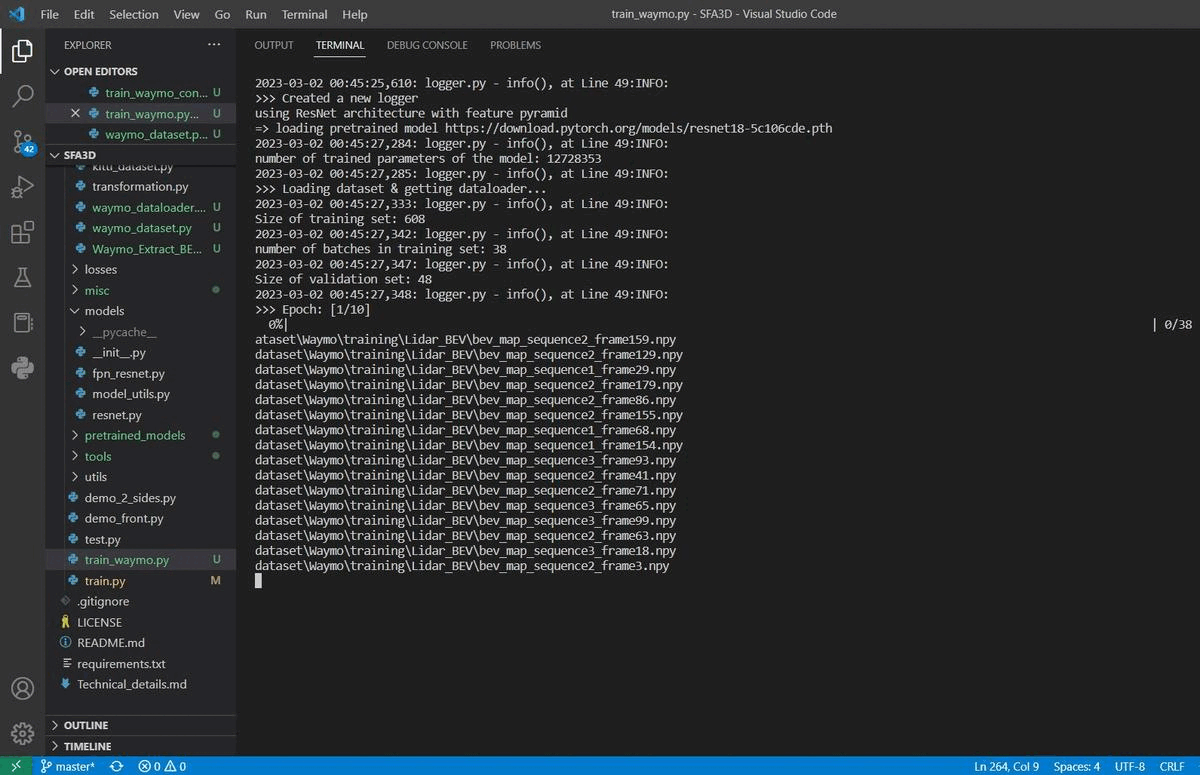 File Edit Selection View Go Run Terminal Help
train_waymo.py - SFA3D - Visual Studio Code
EXPLORER ...
OPEN EDITORS
train_waymo_con... U
train_waymo.py... U
waymo_dataset.p... U
SFA3D
kitti_dataset.py
transformation.py
waymo_dataloader.... U
waymo_dataset.py U
Waymo_Extract_BE... U
losses
misc
models
__pycache__
__init__.py
fpn_resnet.py
model_utils.py
resnet.py
pretrained_models
tools
utils
demo_2_sides.py
demo_front.py
test.py
train_waymo.py U
train.py M
.gitignore
LICENSE
README.md
requirements.txt
Technical_details.md
OUTLINE
TIMELINE
42
OUTPUT TERMINAL DEBUG CONSOLE PROBLEMS
2023-03-02 00:45:25,610: logger.py - info(), at Line 49:INFO:
>>> Created a new logger
using ResNet architecture with feature pyramid
=> loading pretrained model https://download.pytorch.org/models/resnet18-5c106cde.pth
2023-03-02 00:45:27,284: logger.py - info(), at Line 49:INFO:
number of trained parameters of the model: 12728353
2023-03-02 00:45:27,285: logger.py - info(), at Line 49:INFO:
>>> Loading dataset & getting dataloader...
2023-03-02 00:45:27,333: logger.py - info(), at Line 49:INFO:
Size of training set: 608
2023-03-02 00:45:27,342: logger.py - info(), at Line 49:INFO:
number of batches in training set: 38
2023-03-02 00:45:27,347: logger.py - info(), at Line 49:INFO:
Size of validation set: 48
2023-03-02 00:45:27,348: logger.py - info(), at Line 49:INFO:
>>> Epoch: [1/10]
0%| | 0/38
ataset\Waymo\training\Lidar_BEV\bev_map_sequence2_frame159.npy
dataset\Waymo\training\Lidar_BEV\bev_map_sequence2_frame129.npy
dataset\Waymo\training\Lidar_BEV\bev_map_sequence1_frame29.npy
dataset\Waymo\training\Lidar_BEV\bev_map_sequence2_frame179.npy
dataset\Waymo\training\Lidar_BEV\bev_map_sequence2_frame86.npy
dataset\Waymo\training\Lidar_BEV\bev_map_sequence2_frame155.npy
dataset\Waymo\training\Lidar_BEV\bev_map_sequence1_frame68.npy
dataset\Waymo\training\Lidar_BEV\bev_map_sequence1_frame154.npy
dataset\Waymo\training\Lidar_BEV\bev_map_sequence3_frame93.npy
dataset\Waymo\training\Lidar_BEV\bev_map_sequence2_frame41.npy
dataset\Waymo\training\Lidar_BEV\bev_map_sequence2_frame71.npy
dataset\Waymo\training\Lidar_BEV\bev_map_sequence3_frame65.npy
dataset\Waymo\training\Lidar_BEV\bev_map_sequence3_frame99.npy
dataset\Waymo\training\Lidar_BEV\bev_map_sequence2_frame63.npy
dataset\Waymo\training\Lidar_BEV\bev_map_sequence3_frame18.npy
dataset\Waymo\training\Lidar_BEV\bev_map_sequence2_frame3.npy
master* 0 0
Ln 264, Col 9 Spaces: 4 UTF-8 CRLF